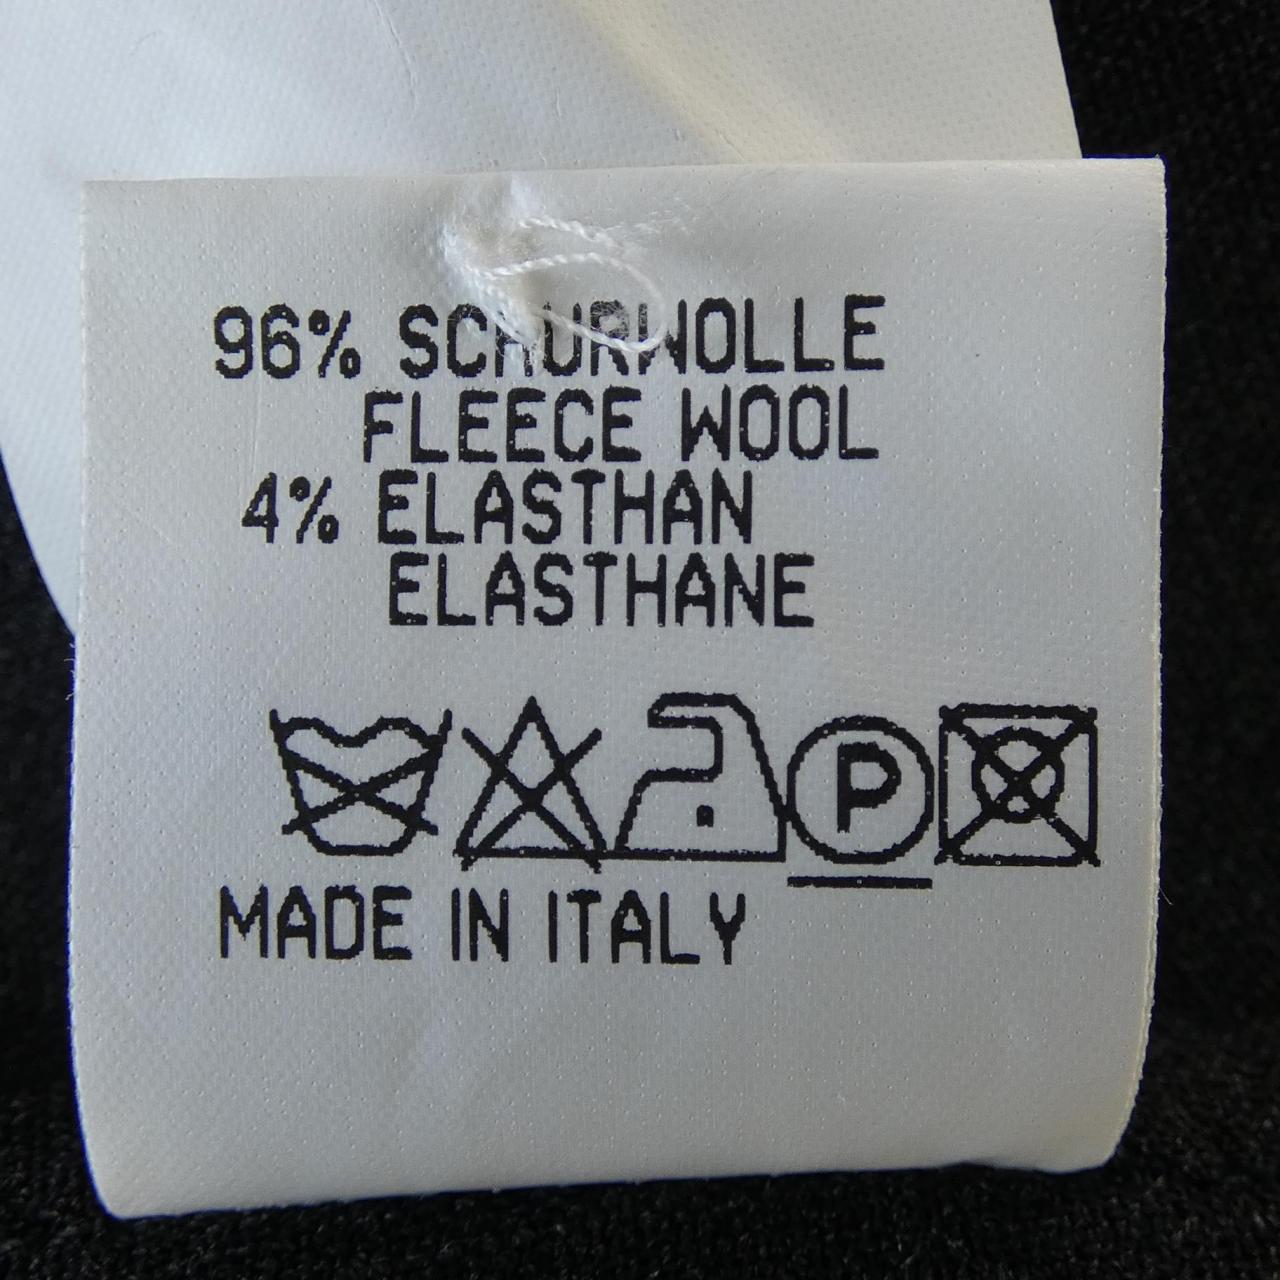 96% SCHURWOLLE
FLEECE WOOL
4% ELASTHAN
ELASTHANE
P
MADE IN ITALY